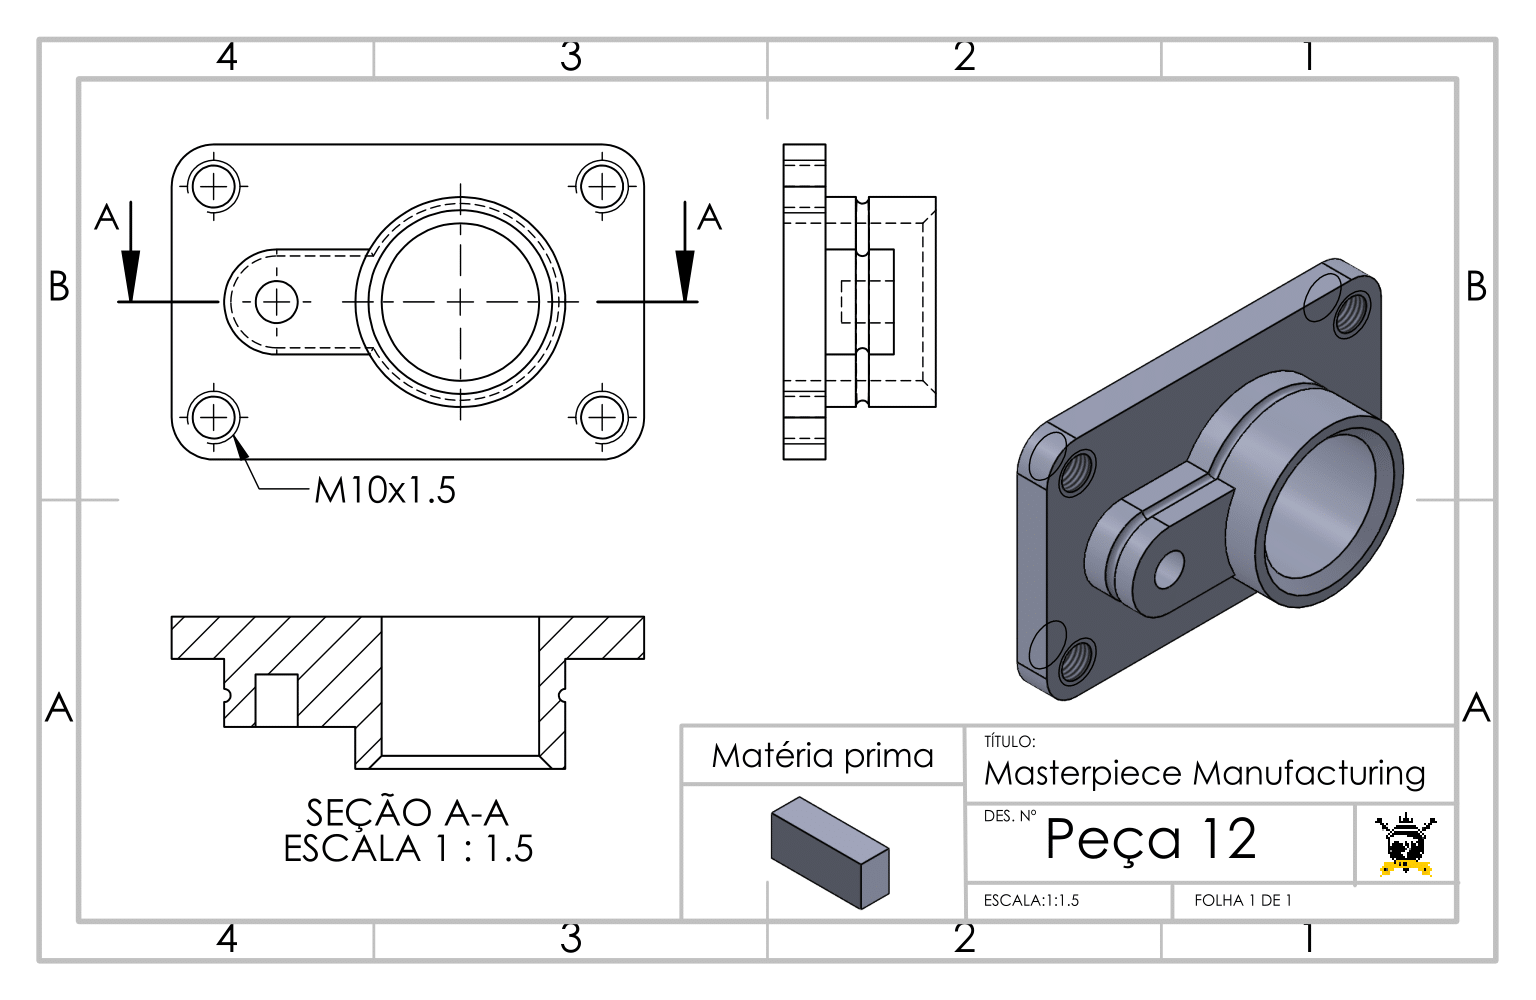 4 3 2 1
A A
B B
M10x1.5
A A
SEÇÃO A-A
ESCALA 1 : 1.5
Matéria prima
TÍTULO:
Masterpiece Manufacturing
DES. Nº Peça 12
ESCALA:1:1.5 FOLHA 1 DE 1
4 3 2 1